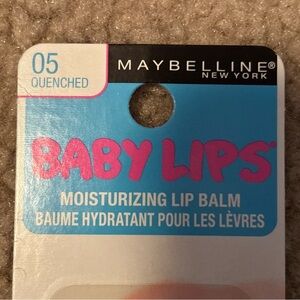 05
QUENCHED
MAYBELLINE®
NEW YORK
BABY LIPS®
MOISTURIZING LIP BALM
BAUME HYDRATANT POUR LES LÈVRES